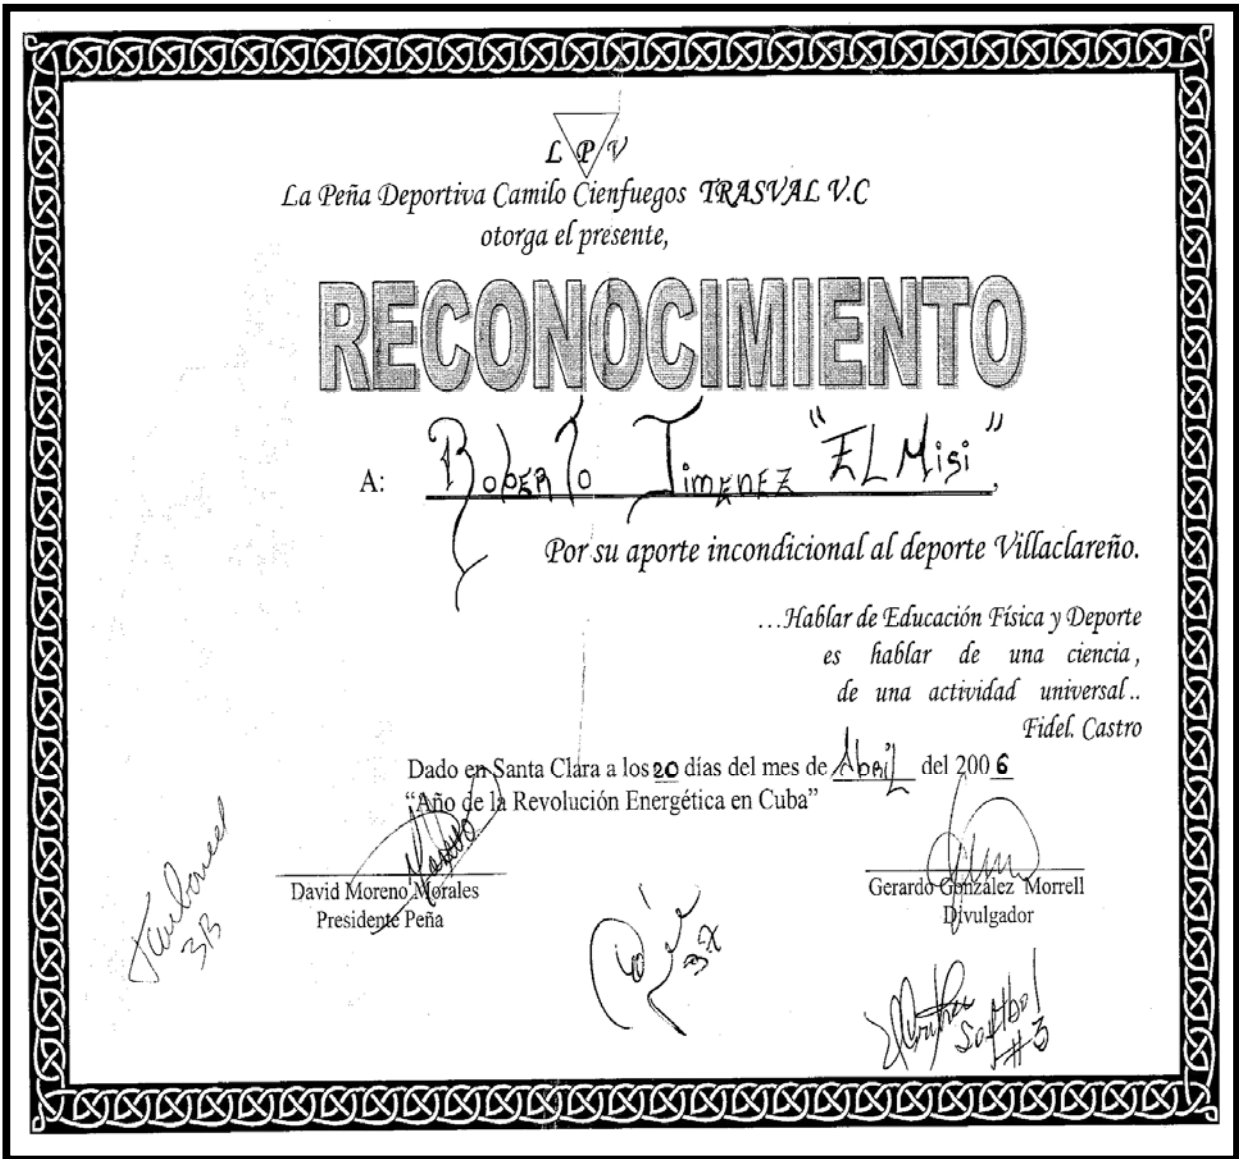 L P V
La Peña Deportiva Camilo Cienfuegos TRASVAL V.C
otorga el presente,
RECONOCIMIENTO
A: Roberto Jimenez "EL Misi",
Por su aporte incondicional al deporte Villaclareño.
...Hablar de Educación Física y Deporte
es hablar de una ciencia,
de una actividad universal..
Fidel. Castro
Dado en Santa Clara a los 20 días del mes de Abril del 2006
"Año de la Revolución Energética en Cuba"
David Moreno Morales
Presidente Peña
Gerardo González Morrell
Divulgador
3B
Softbol
#3